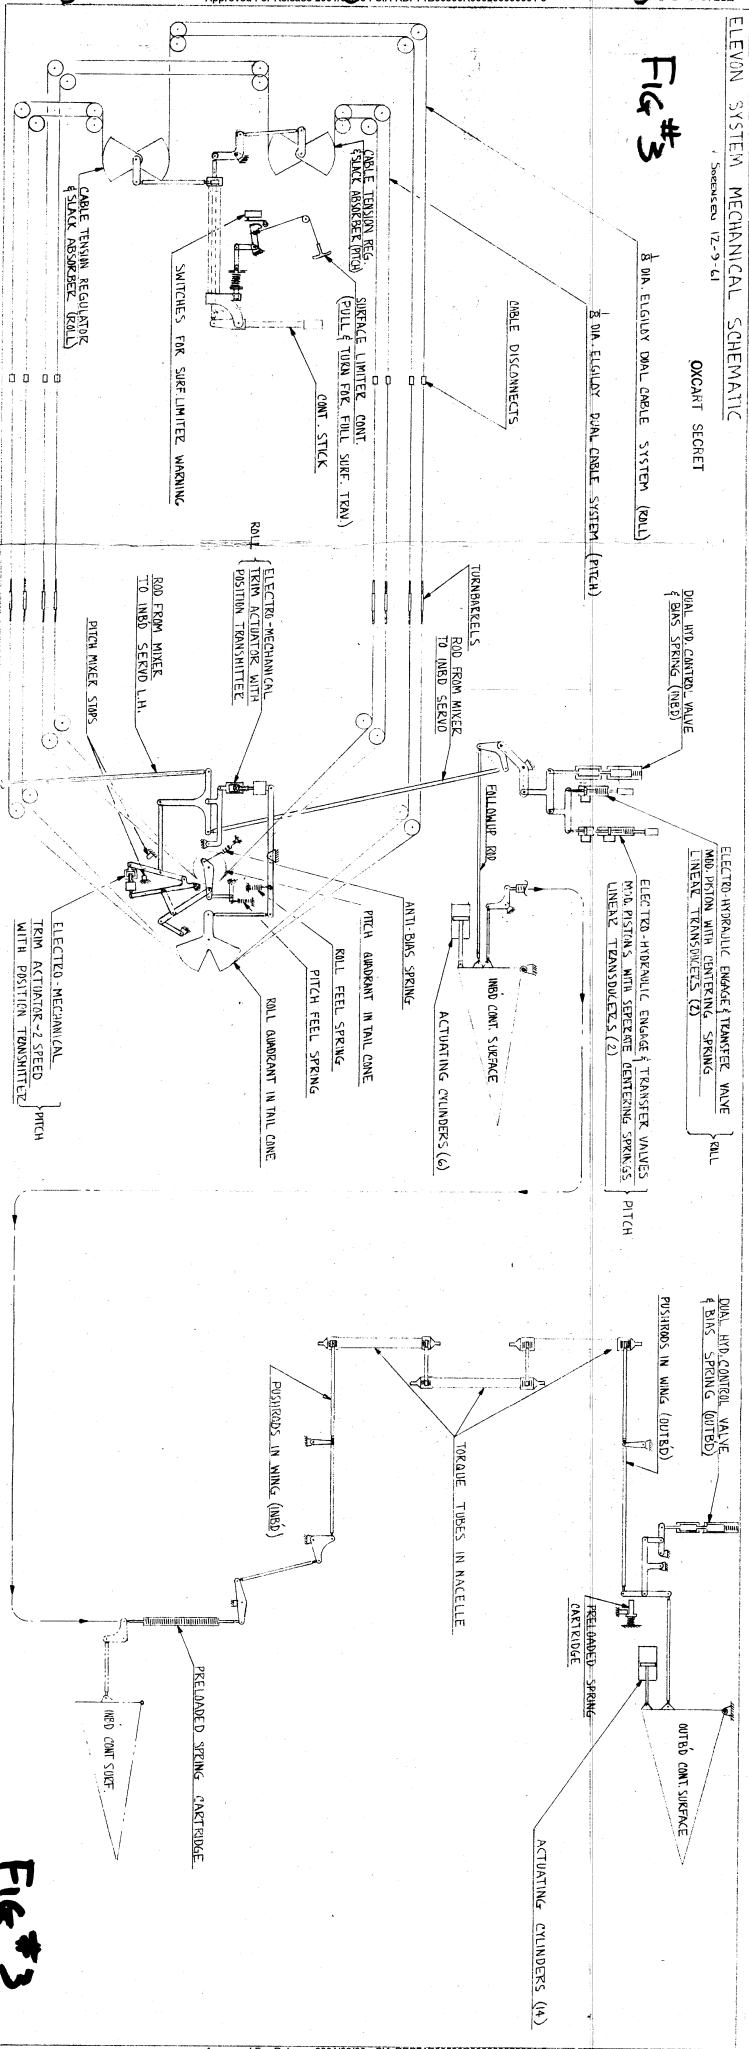 ELEVON SYSTEM MECHANICAL SCHEMATIC
SORENSEN 12-9-61
OXCART SECRET
FIG #3
1/8 DIA. ELGILOY DUAL CABLE SYSTEM (ROLL)
1/8 DIA. ELGILOY DUAL CABLE SYSTEM (PITCH)
CABLE DISCONNECTS
CABLE TENSION REG.
& SLACK ABSORBER (PITCH)
SURFACE LIMITER CONT.
(PULL & TURN FOR FULL SURF. TRAV.)
CONT. STICK
SWITCHES FOR SURF. LIMITER WARNING
CABLE TENSION REGULATOR
& SLACK ABSORBER (ROLL)
DUAL HYD. CONTROL VALVE
& BIAS SPRING (INBD)
ELECTRO-HYDRAULIC ENGAGE & TRANSFER VALVE
MOD. PISTON WITH CENTERING SPRING
LINEAR TRANSDUCERS (2)
ROLL
ELECTRO-HYDRAULIC ENGAGE & TRANSFER VALVES
MOD. PISTONS WITH SEPERATE CENTERING SPRINGS
LINEAR TRANSDUCERS (2)
PITCH
TURNBARRELS
ROD FROM MIXER
TO INBD SERVO
FOLLOWUP ROD
INBD CONT. SURFACE
ACTUATING CYLINDERS (6)
ROLL
ELECTRO-MECHANICAL
TRIM ACTUATOR WITH
POSITION TRANSMITTER
ROD FROM MIXER
TO INBD SERVO L.H.
PITCH MIXER STOPS
ANTI-BIAS SPRING
PITCH QUADRANT IN TAIL CONE
ROLL FEEL SPRING
PITCH FEEL SPRING
ROLL QUADRANT IN TAIL CONE
ELECTRO-MECHANICAL
TRIM ACTUATOR-2 SPEED
WITH POSITION TRANSMITTER
PITCH
DUAL HYD. CONTROL VALVE
& BIAS SPRING (OUTBD)
PUSHRODS IN WING (OUTB'D)
TORQUE TUBES IN NACELLE
PUSHRODS IN WING (INB'D)
PRELOADED SPRING
CARTRIDGE
OUTB'D CONT. SURFACE
ACTUATING CYLINDERS (14)
PRELOADED SPRING CARTRIDGE
INBD CONT SURF.
FIG #3